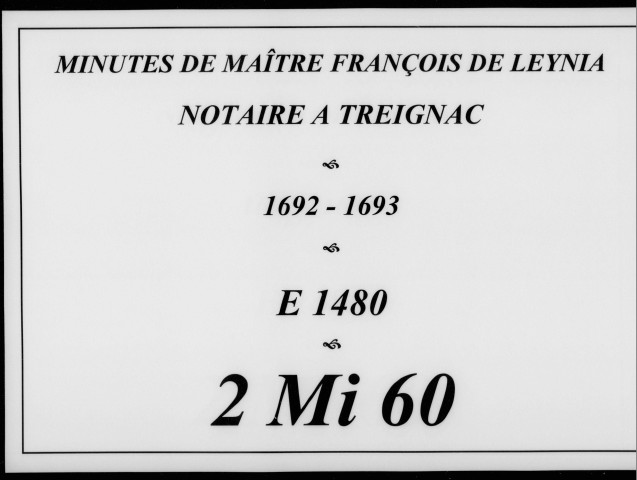 MINUTES DE MAÎTRE FRANÇOIS DE LEYNIA
NOTAIRE A TREIGNAC
1692 - 1693
E 1480
2 Mi 60